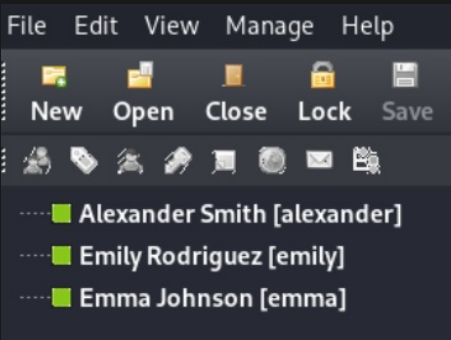 File Edit View Manage Help
New Open Close Lock Save
Alexander Smith [alexander]
Emily Rodriguez [emily]
Emma Johnson [emma]